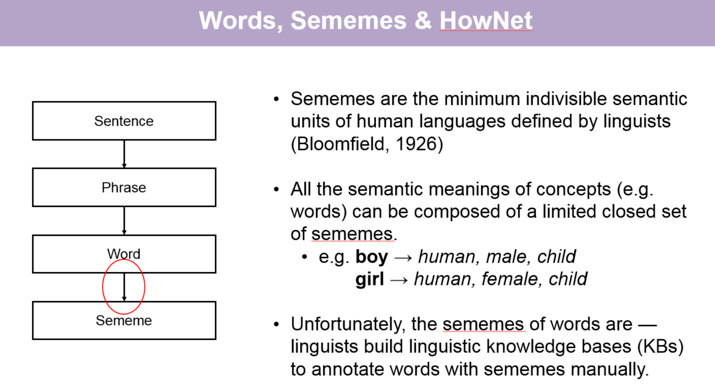 Words, Sememes & HowNet
Sentence
Phrase
Word
Sememe
• Sememes are the minimum indivisible semantic
units of human languages defined by linguists
(Bloomfield, 1926)
• All the semantic meanings of concepts (e.g.
words) can be composed of a limited closed set
of sememes.
• e.g. boy → human, male, child
girl → human, female, child
• Unfortunately, the sememes of words are —
linguists build linguistic knowledge bases (KBs)
to annotate words with sememes manually.